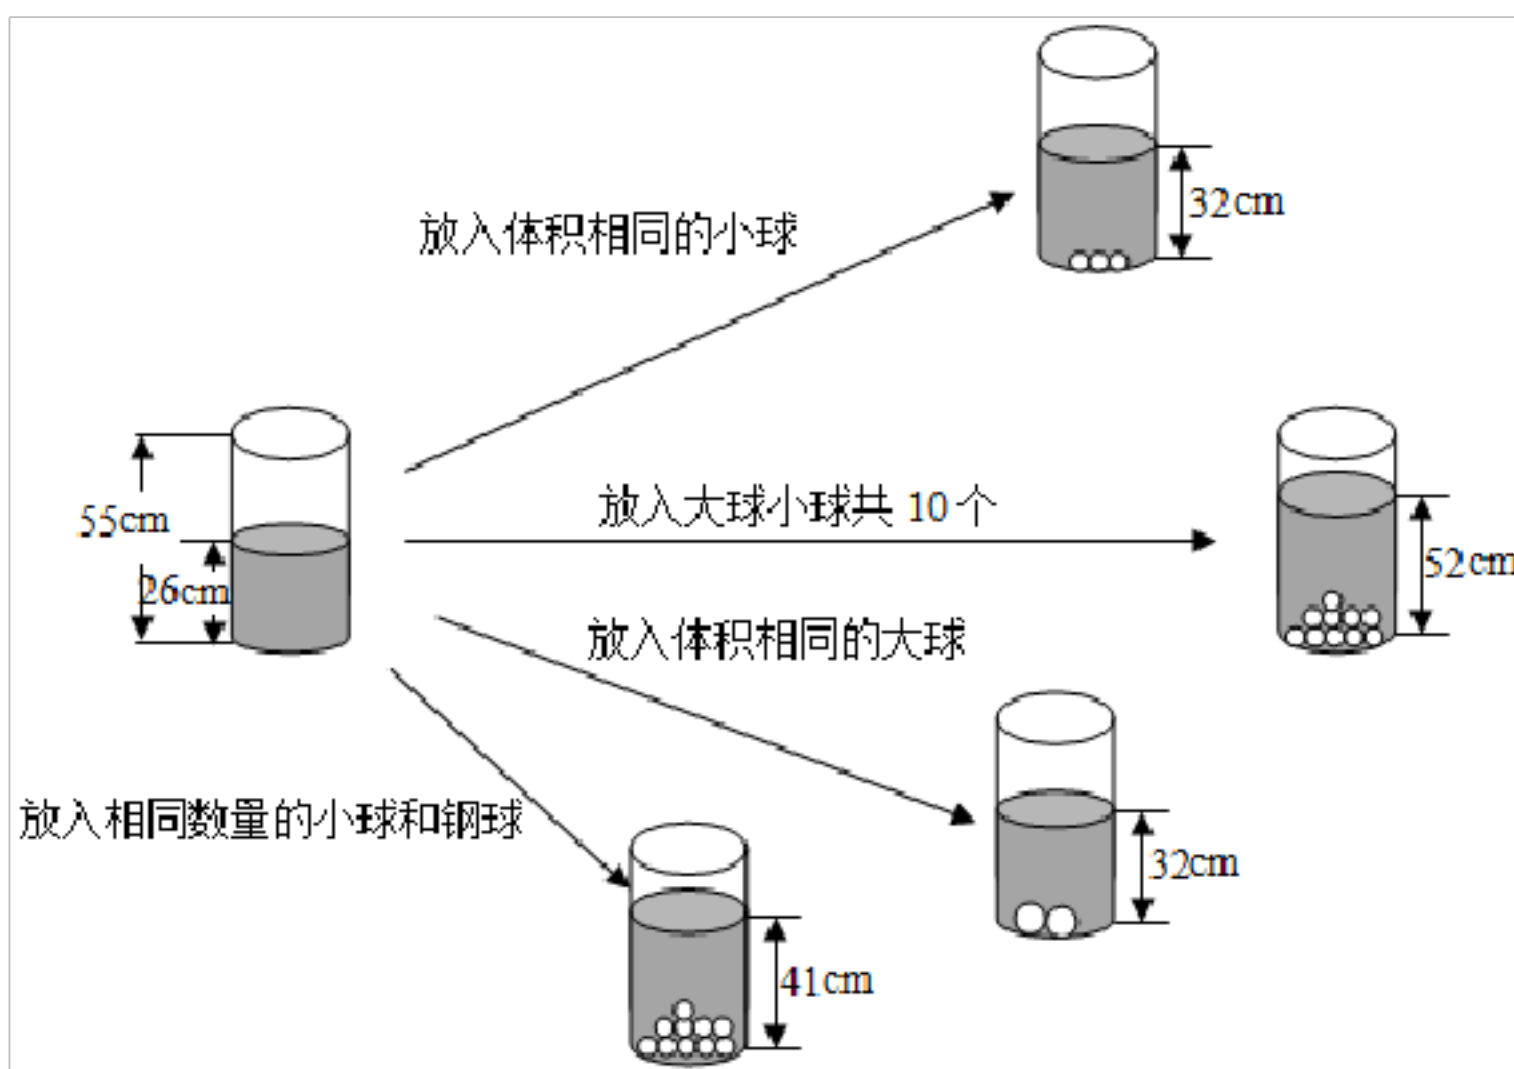 放入体积相同的小球
32cm
55cm
26cm
放入大球小球共 10 个
52cm
放入体积相同的大球
32cm
放入相同数量的小球和钢球
41cm